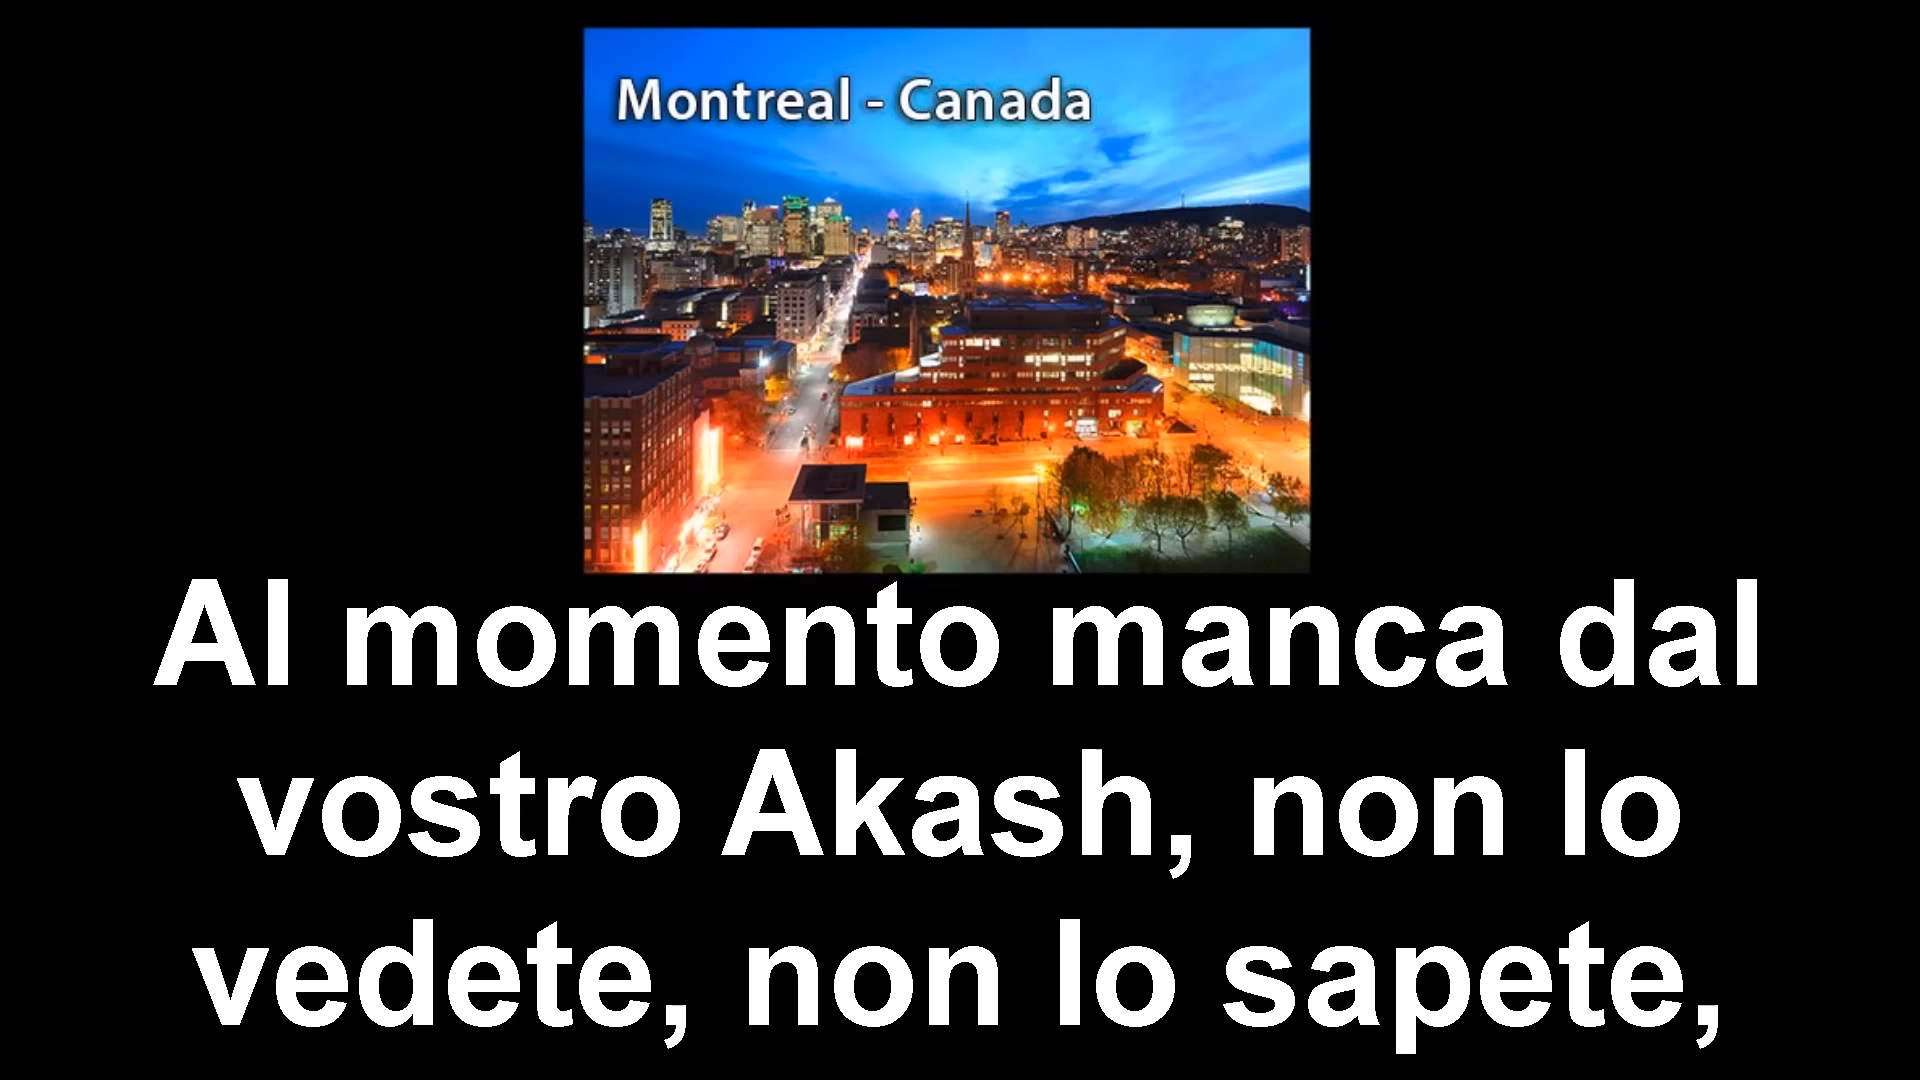 Montreal - Canada
Al momento manca dal
vostro Akash, non lo
vedete, non lo sapete,